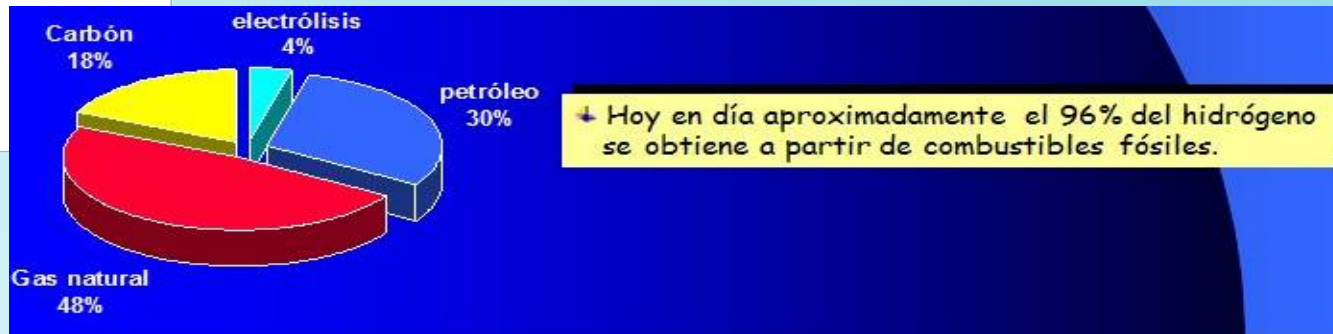 electrólisis
4%
Carbón
18%
petróleo
30%
Hoy en día aproximadamente el 96% del hidrógeno
se obtiene a partir de combustibles fósiles.
Gas natural
48%